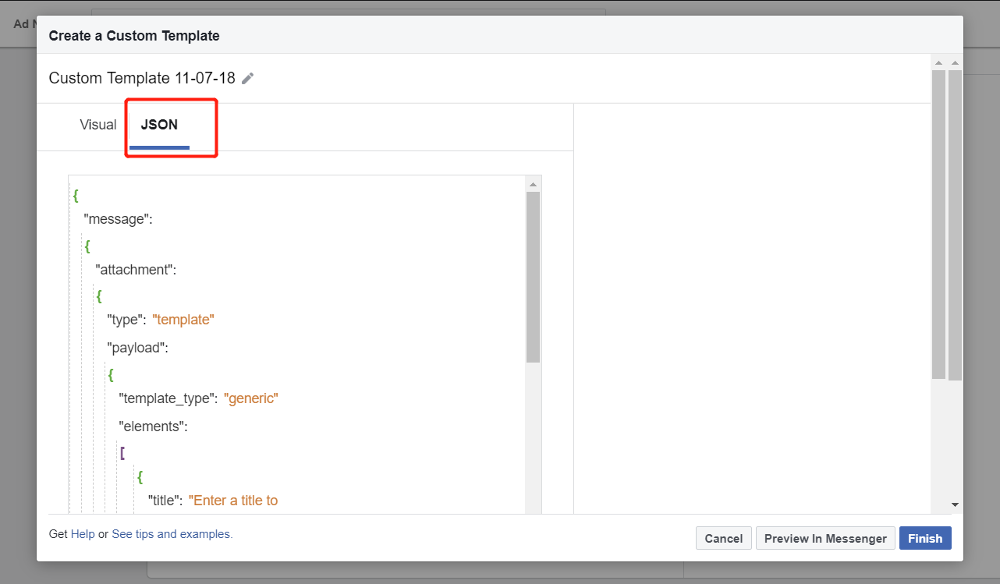 Ad N
Create a Custom Template
Custom Template 11-07-18
Visual JSON
{
"message":
{
"attachment":
{
"type": "template"
"payload":
{
"template_type": "generic"
"elements":
[
{
"title": "Enter a title to
Get Help or See tips and examples.
Cancel Preview In Messenger Finish